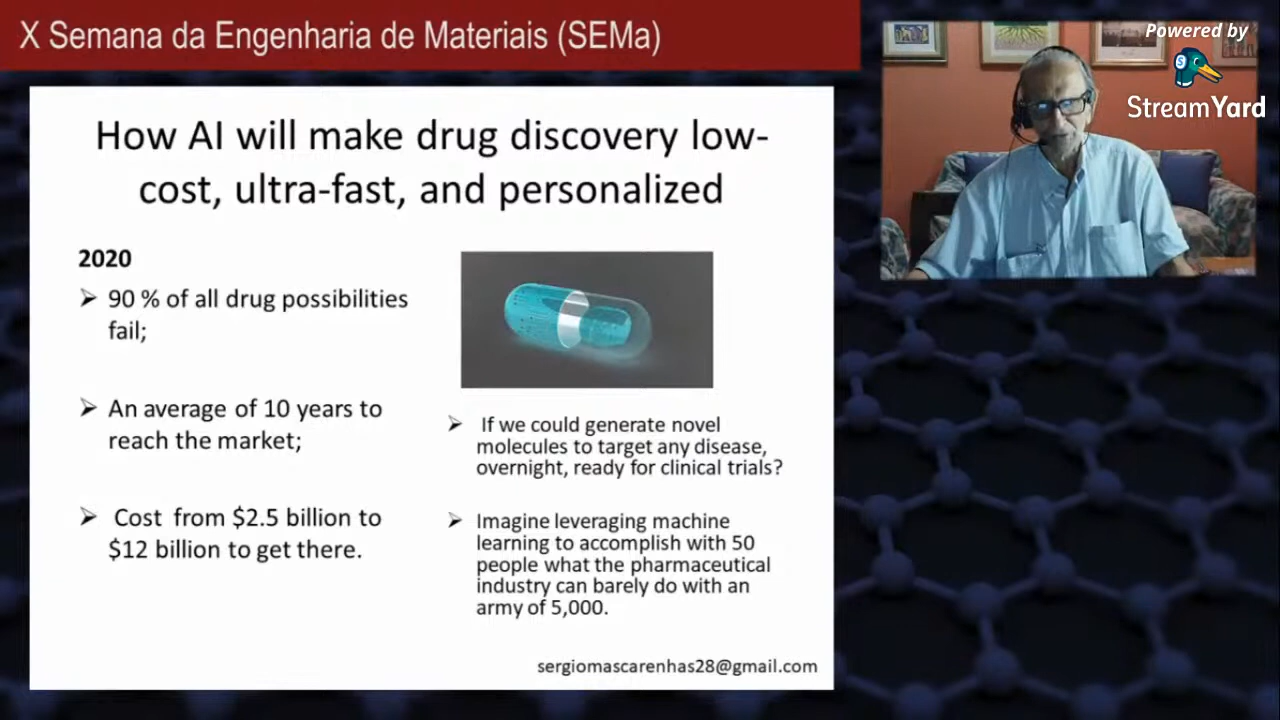 X Semana da Engenharia de Materiais (SEMa)
Powered by
StreamYard
How AI will make drug discovery low-
cost, ultra-fast, and personalized
2020
➢ 90 % of all drug possibilities
fail;
➢ An average of 10 years to
reach the market;
➢ Cost from $2.5 billion to
$12 billion to get there.
➢ If we could generate novel
molecules to target any disease,
overnight, ready for clinical trials?
➢ Imagine leveraging machine
learning to accomplish with 50
people what the pharmaceutical
industry can barely do with an
army of 5,000.
sergiomascarenhas28@gmail.com